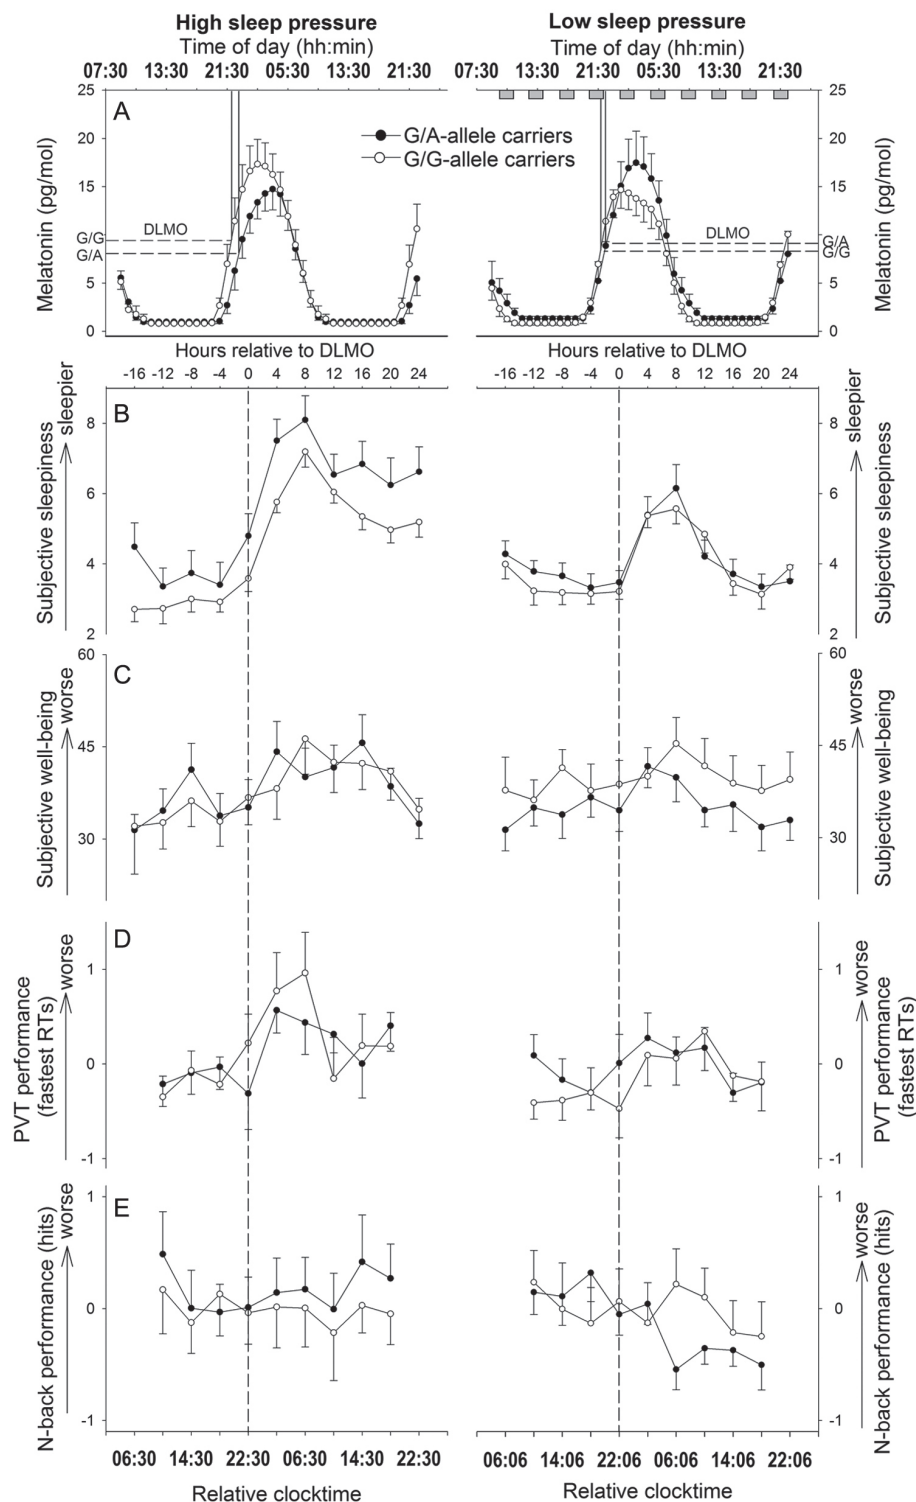 High sleep pressure
Low sleep pressure
Time of day (hh:min)
Time of day (hh:min)
07:30 13:30 21:30 05:30 13:30 21:30
07:30 13:30 21:30 05:30 13:30 21:30
A
25
20
15
5
0
25
20
15
5
0
Melatonin (pg/mol)
Melatonin (pg/mol)
G/A-allele carriers
G/G-allele carriers
G/G
G/A
DLMO
DLMO
G/A
G/G
Hours relative to DLMO
Hours relative to DLMO
-16 -12 -8 -4 0 4 8 12 16 20 24
-16 -12 -8 -4 0 4 8 12 16 20 24
B
Subjective sleepiness
sleepier
8
6
4
2
8
6
4
2
sleepier
Subjective sleepiness
C
Subjective well-being
worse
60
45
30
60
45
30
worse
Subjective well-being
D
PVT performance
(fastest RTs)
worse
1
0
-1
1
0
-1
worse
PVT performance
(fastest RTs)
E
N-back performance (hits)
worse
1
0
-1
1
0
-1
worse
N-back performance (hits)
06:30 14:30 22:30 06:30 14:30 22:30
06:06 14:06 22:06 06:06 14:06 22:06
Relative clocktime
Relative clocktime